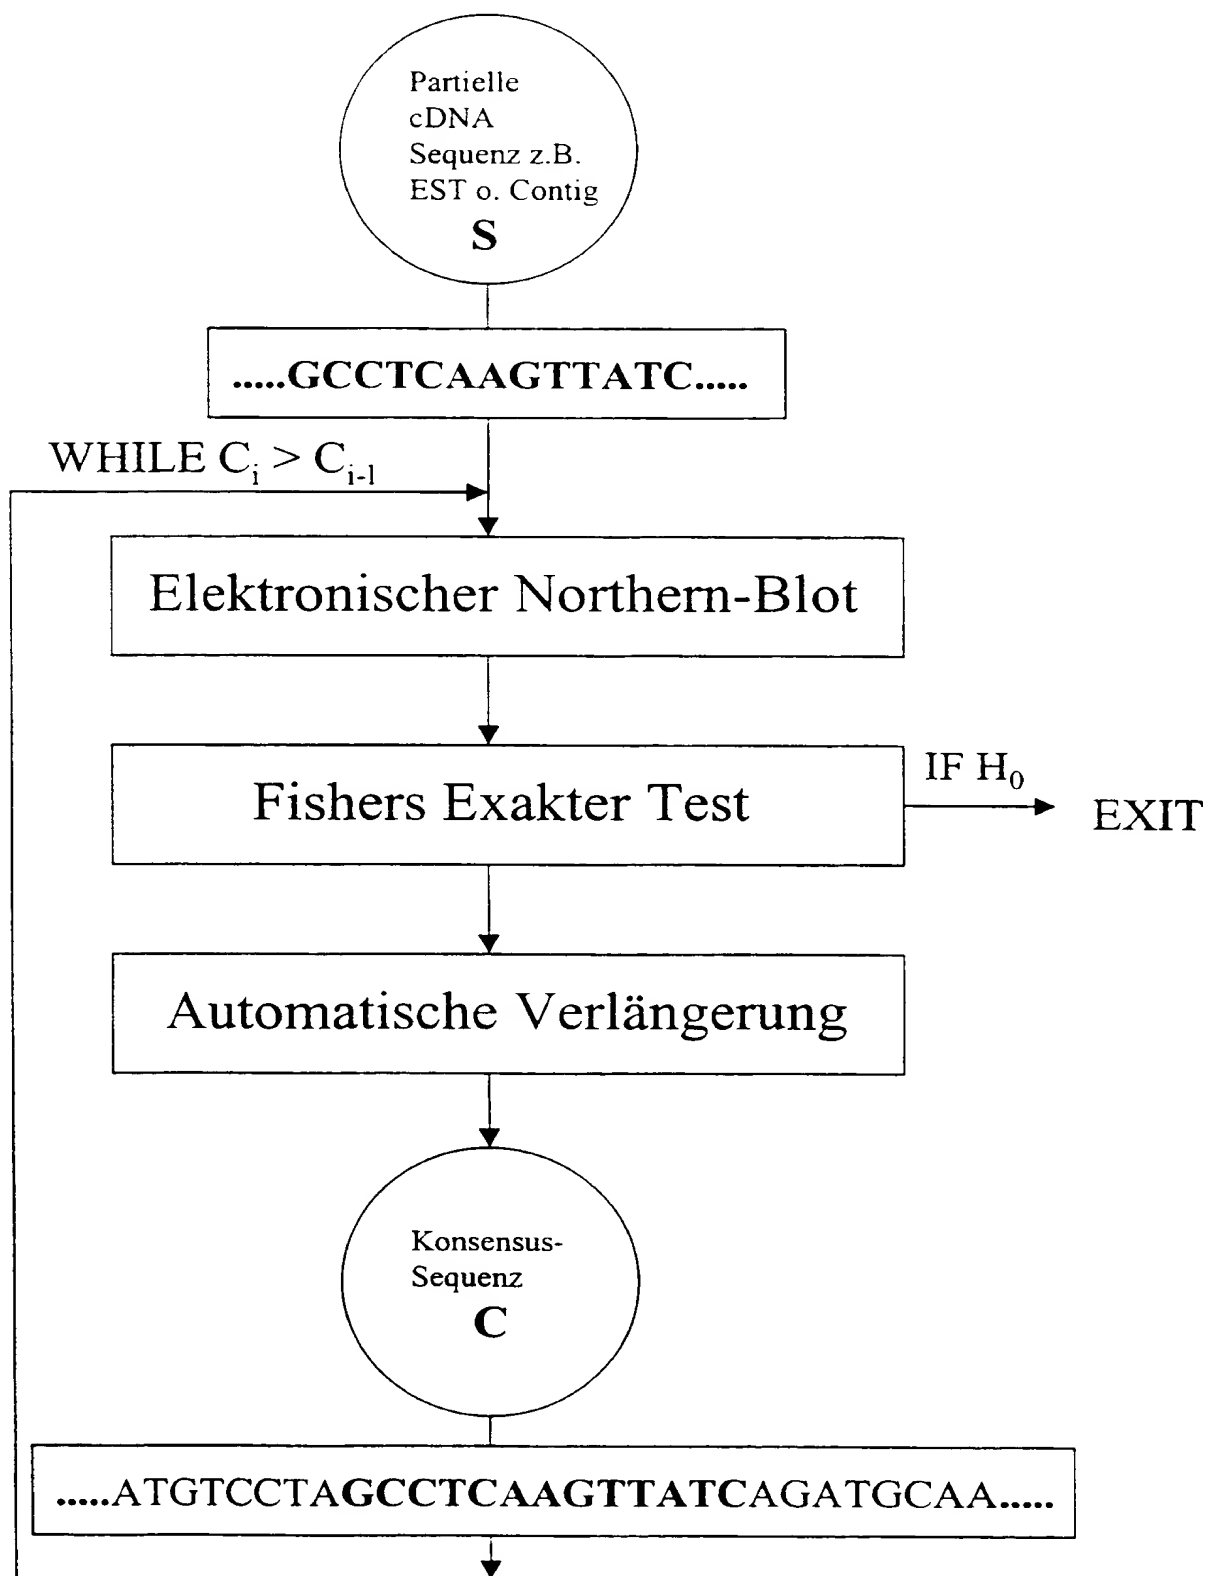 Partielle
cDNA
Sequenz z.B.
EST o. Contig
S
.....GCCTCAAGTTATC.....
WHILE Ci > Ci-1
Elektronischer Northern-Blot
Fishers Exakter Test
IF H0
EXIT
Automatische Verlängerung
Konsensus-
Sequenz
C
.....ATGTCCTAGCCTCAAGTTATCAGATGCAA.....